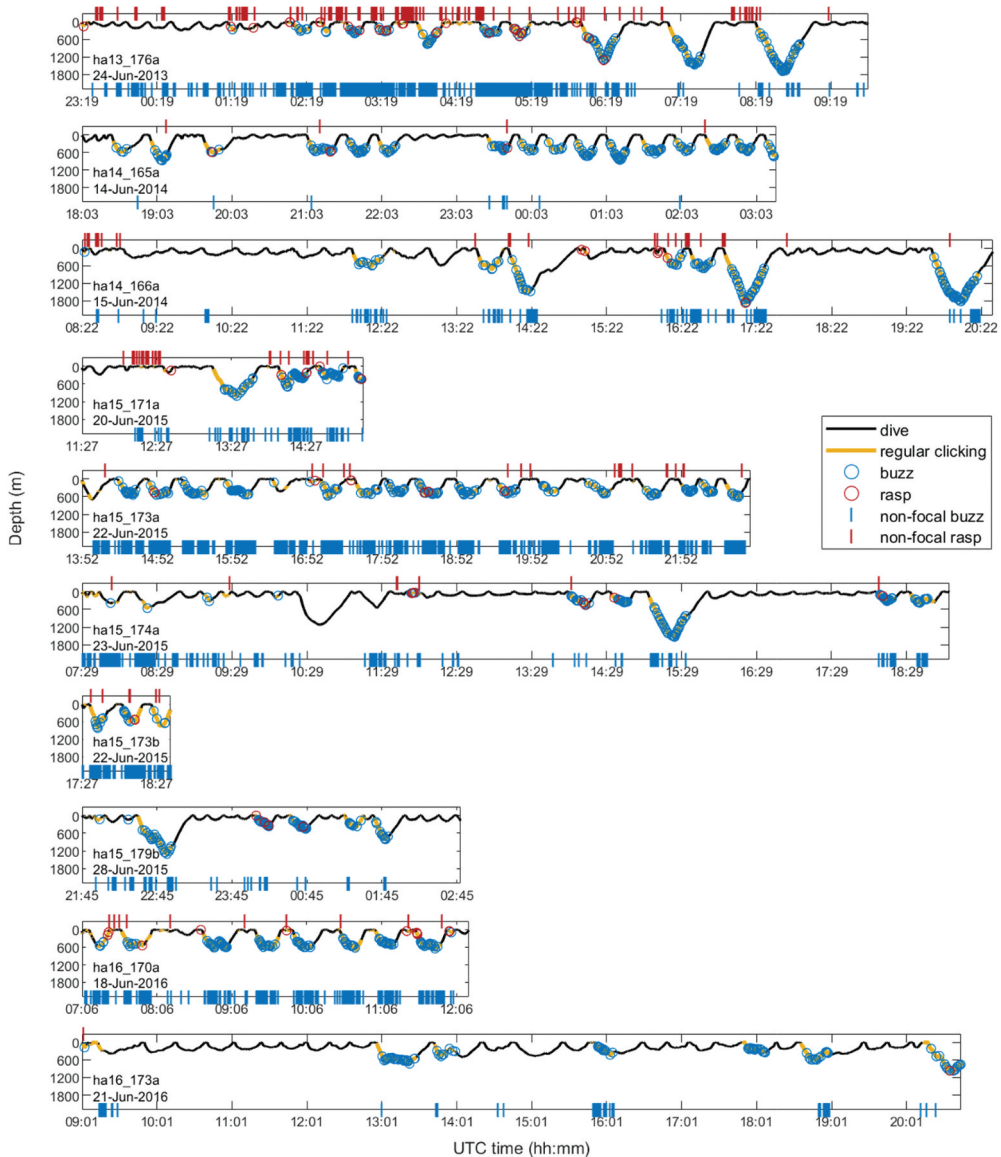 0
600
1200
1800
ha13_176a
24-Jun-2013
23:19 00:19 01:19 02:19 03:19 04:19 05:19 06:19 07:19 08:19 09:19
0
600
1200
1800
ha14_165a
14-Jun-2014
18:03 19:03 20:03 21:03 22:03 23:03 00:03 01:03 02:03 03:03
0
600
1200
1800
ha14_166a
15-Jun-2014
08:22 09:22 10:22 11:22 12:22 13:22 14:22 15:22 16:22 17:22 18:22 19:22 20:22
0
600
1200
1800
ha15_171a
20-Jun-2015
11:27 12:27 13:27 14:27
dive
regular clicking
buzz
rasp
non-focal buzz
non-focal rasp
Depth (m)
0
600
1200
1800
ha15_173a
22-Jun-2015
13:52 14:52 15:52 16:52 17:52 18:52 19:52 20:52 21:52
0
600
1200
1800
ha15_174a
23-Jun-2015
07:29 08:29 09:29 10:29 11:29 12:29 13:29 14:29 15:29 16:29 17:29 18:29
0
600
1200
1800
ha15_173b
22-Jun-2015
17:27 18:27
0
600
1200
1800
ha15_179b
28-Jun-2015
21:45 22:45 23:45 00:45 01:45 02:45
0
600
1200
1800
ha16_170a
18-Jun-2016
07:06 08:06 09:06 10:06 11:06 12:06
0
600
1200
1800
ha16_173a
21-Jun-2016
09:01 10:01 11:01 12:01 13:01 14:01 15:01 16:01 17:01 18:01 19:01 20:01
UTC time (hh:mm)